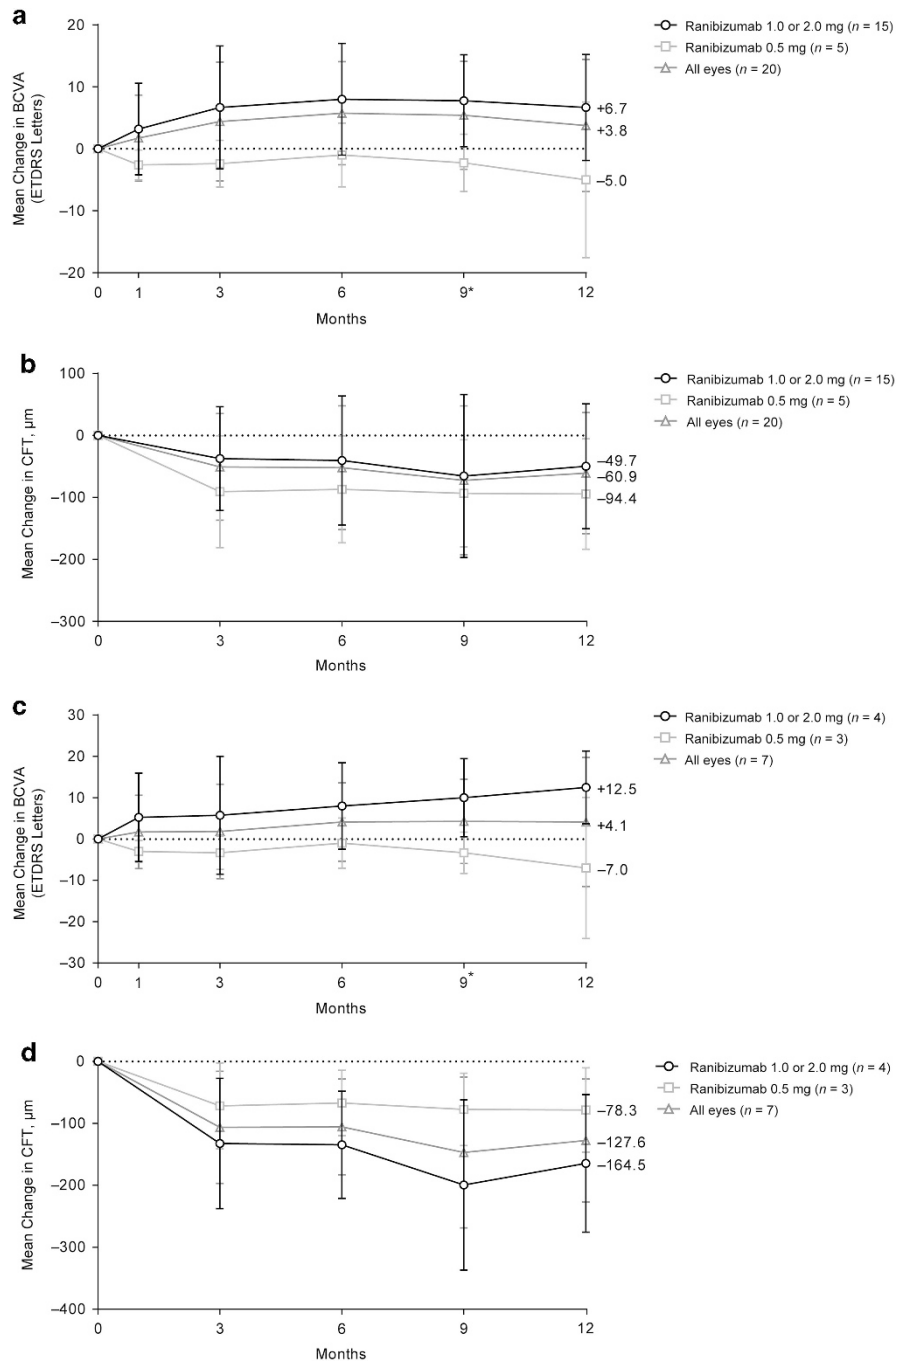 a
Mean Change in BCVA
(ETDRS Letters)
20
10
0
–10
–20
0 1 3 6 9* 12
Months
+6.7
+3.8
–5.0
Ranibizumab 1.0 or 2.0 mg (n = 15)
Ranibizumab 0.5 mg (n = 5)
All eyes (n = 20)
b
Mean Change in CFT, µm
100
0
–100
–200
–300
0 3 6 9 12
Months
–49.7
–60.9
–94.4
Ranibizumab 1.0 or 2.0 mg (n = 15)
Ranibizumab 0.5 mg (n = 5)
All eyes (n = 20)
c
Mean Change in BCVA
(ETDRS Letters)
30
20
10
0
–10
–20
–30
0 1 3 6 9* 12
Months
+12.5
+4.1
–7.0
Ranibizumab 1.0 or 2.0 mg (n = 4)
Ranibizumab 0.5 mg (n = 3)
All eyes (n = 7)
d
Mean Change in CFT, µm
0
–100
–200
–300
–400
0 3 6 9 12
Months
–78.3
–127.6
–164.5
Ranibizumab 1.0 or 2.0 mg (n = 4)
Ranibizumab 0.5 mg (n = 3)
All eyes (n = 7)